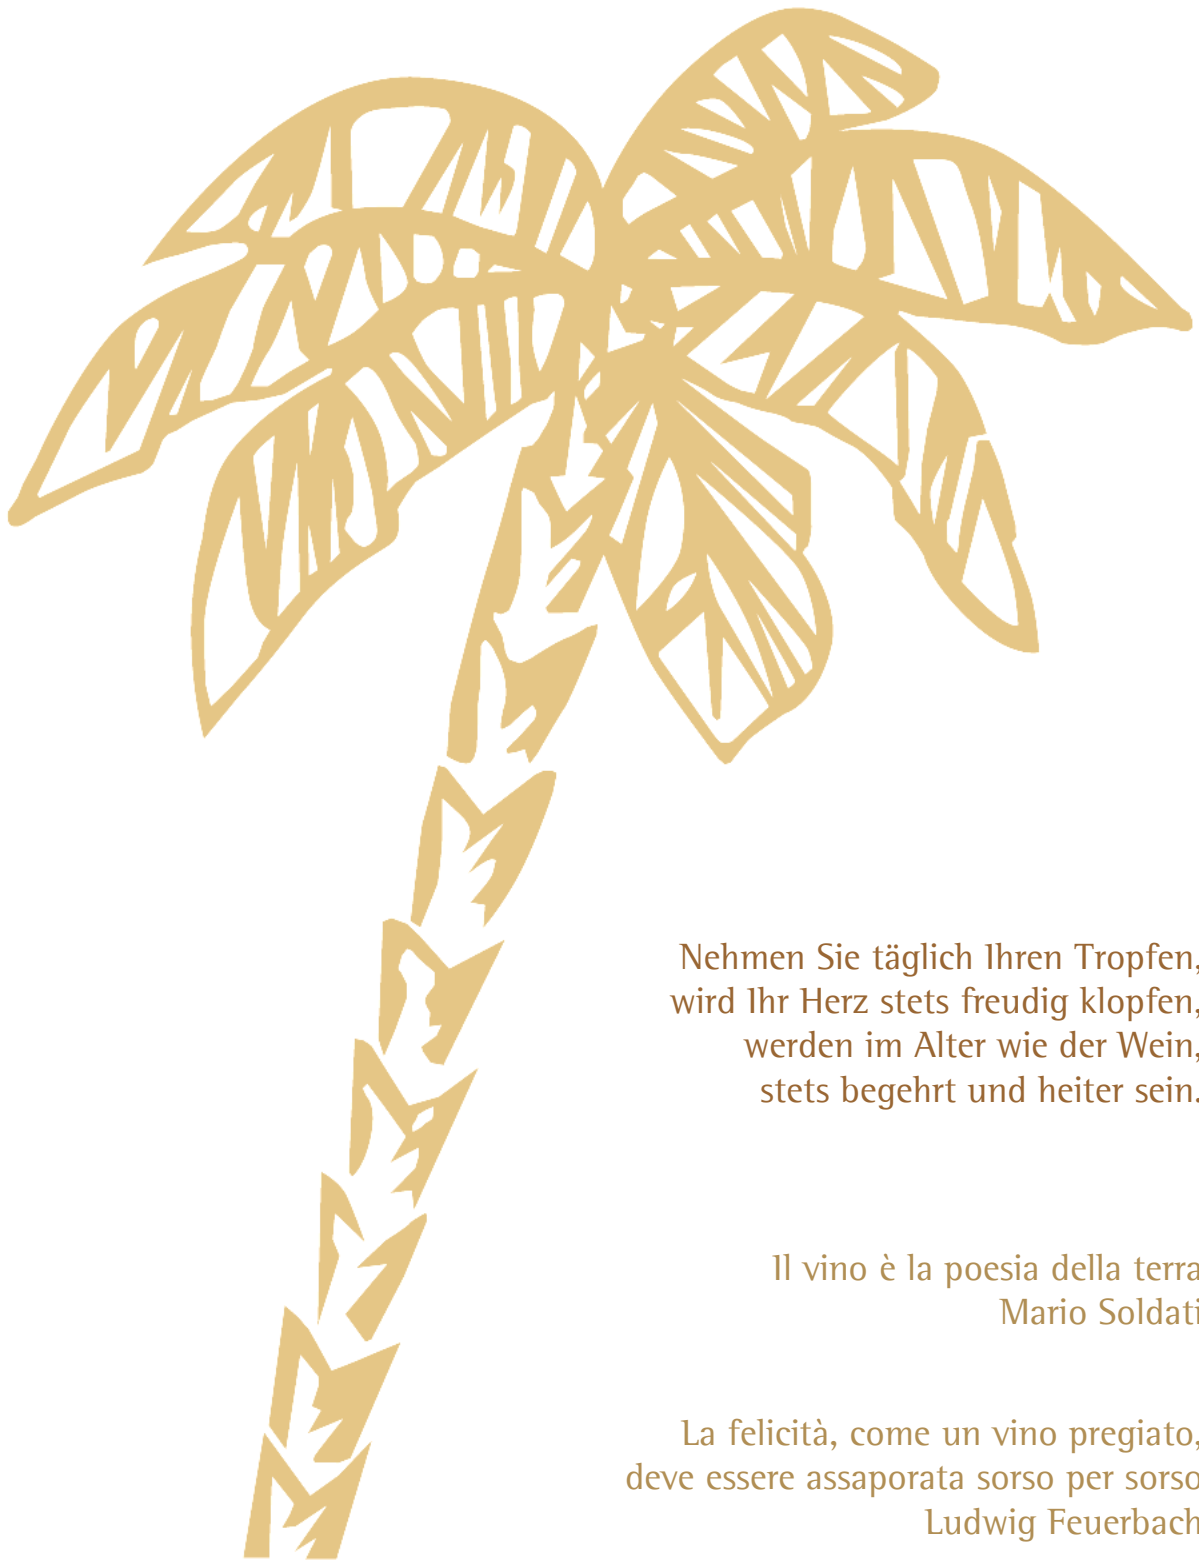 Nehmen Sie täglich Ihren Tropfen,
wird Ihr Herz stets freudig klopfen,
werden im Alter wie der Wein,
stets begehrt und heiter sein.
Il vino è la poesia della terra
Mario Soldati
La felicità, come un vino pregiato,
deve essere assaporata sorso per sorso
Ludwig Feuerbach